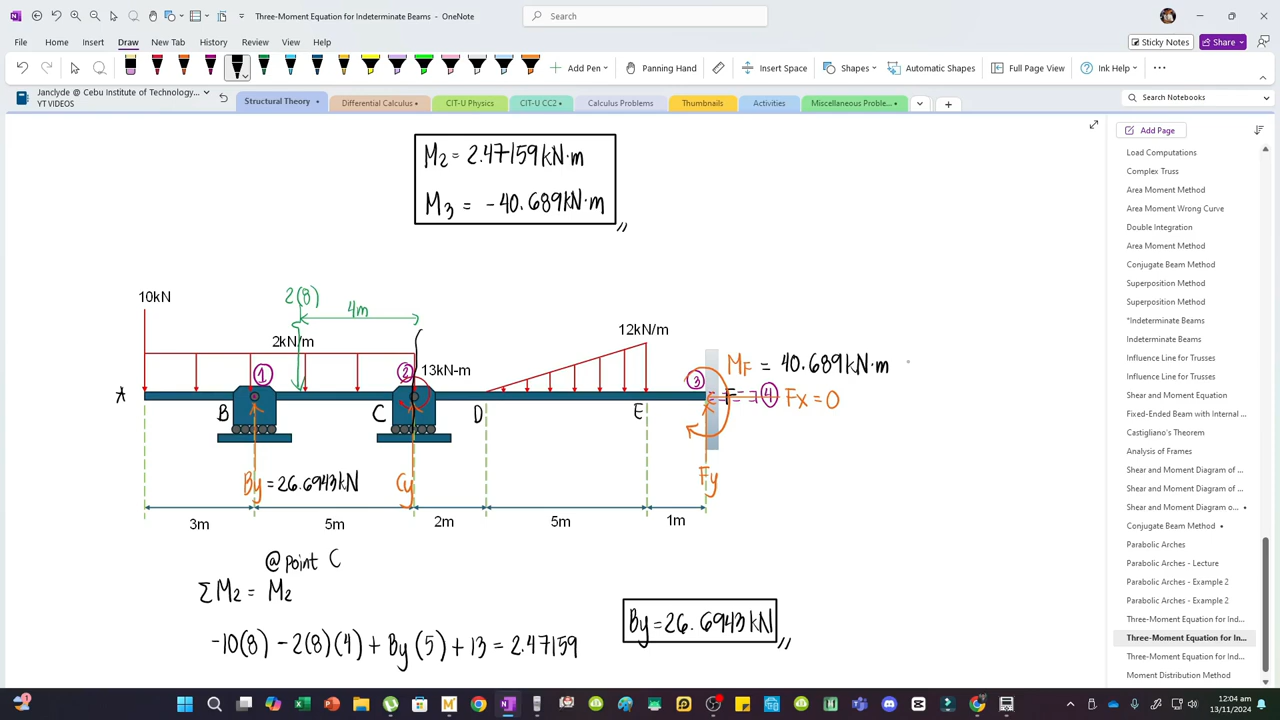 Three-Moment Equation for Indeterminate Beams - OneNote
Search
File Home Insert Draw New Tab History Review View Help
Sticky Notes Share
Add Pen Panning Hand Insert Space Shapes Automatic Shapes Full Page View Ink Help
Janclyde @ Cebu Institute of Technology...
YT VIDEOS
Structural Theory Differential Calculus CIT-U Physics CIT-U CC2 Calculus Problems Thumbnails Activities Miscellaneous Proble...
Search Notebooks
Add Page
Load Computations
Complex Truss
Area Moment Method
Area Moment Wrong Curve
Double Integration
Area Moment Method
Conjugate Beam Method
Superposition Method
Superposition Method
*Indeterminate Beams
Indeterminate Beams
Influence Line for Trusses
Influence Line for Trusses
Shear and Moment Equation
Fixed-Ended Beam with Internal ...
Castigliano's Theorem
Analysis of Frames
Shear and Moment Diagram of ...
Shear and Moment Diagram of ...
Shear and Moment Diagram o...
Conjugate Beam Method
Parabolic Arches
Parabolic Arches - Lecture
Parabolic Arches - Example 2
Parabolic Arches - Example 2
Three-Moment Equation for Ind...
Three-Moment Equation for In...
Three-Moment Equation for Ind...
Moment Distribution Method
M2 = 2.47159 kN·m
M3 = -40.689 kN·m
10kN
2(8)
4m
2kN/m
12kN/m
13kN-m
1
2
3
4
MF = 40.689 kN·m
Fx = 0
A
B
C
D
E
F
By = 26.6943 kN
Cy
Fy
3m 5m 2m 5m 1m
@point C
ΣM2 = M2
-10(8) - 2(8)(4) + By(5) + 13 = 2.47159
By = 26.6943 kN
12:04 am
13/11/2024